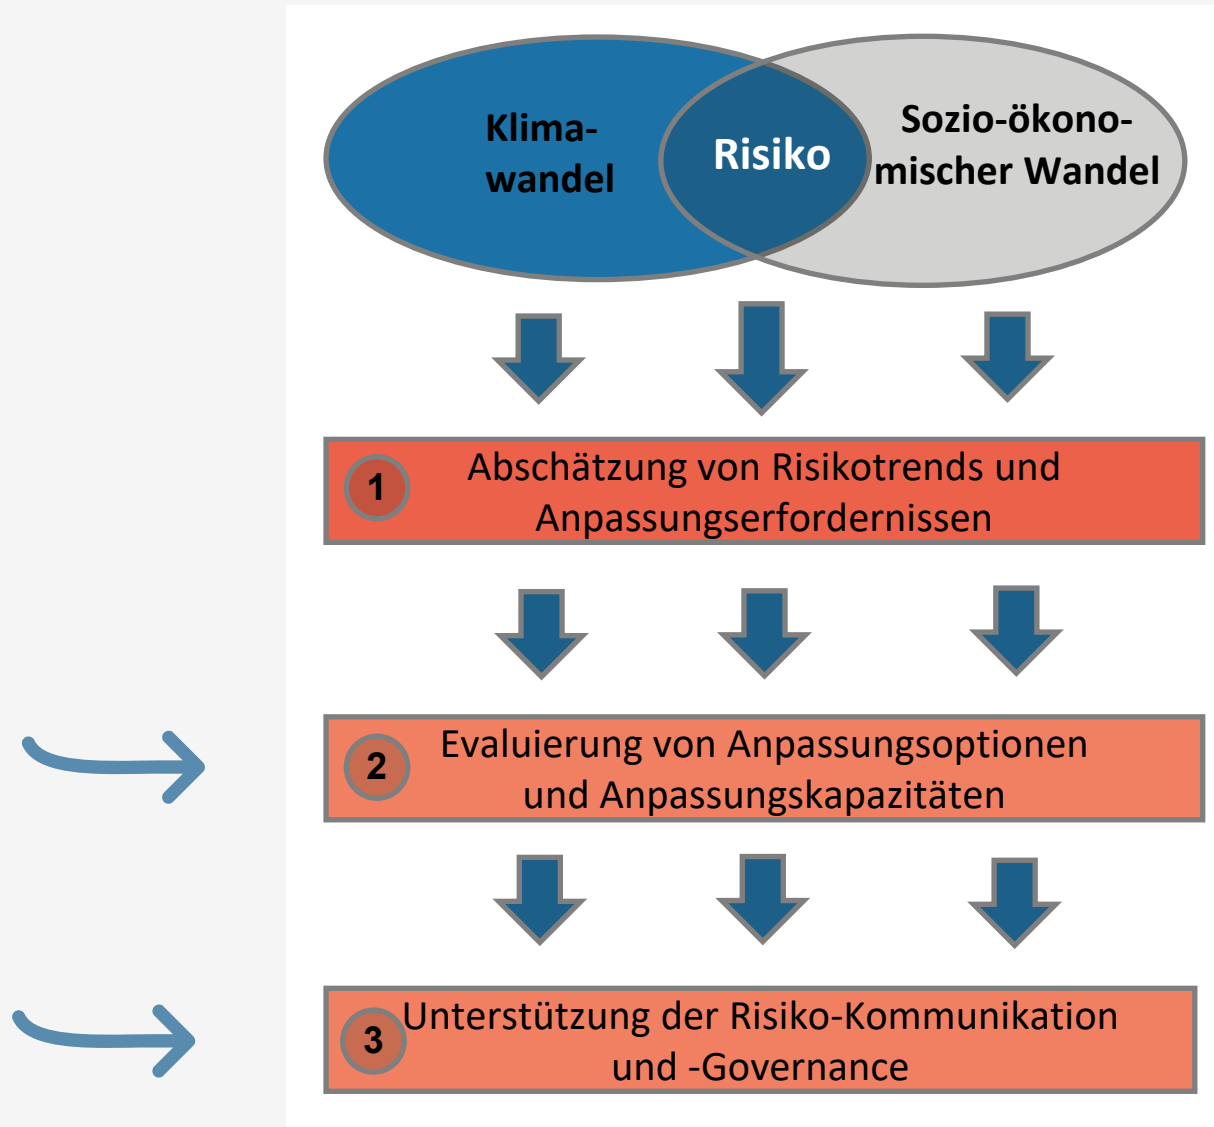 Klima-
wandel
Risiko
Sozio-ökono-
mischer Wandel
1
Abschätzung von Risikotrends und
Anpassungserfordernissen
2
Evaluierung von Anpassungsoptionen
und Anpassungskapazitäten
3
Unterstützung der Risiko-Kommunikation
und -Governance